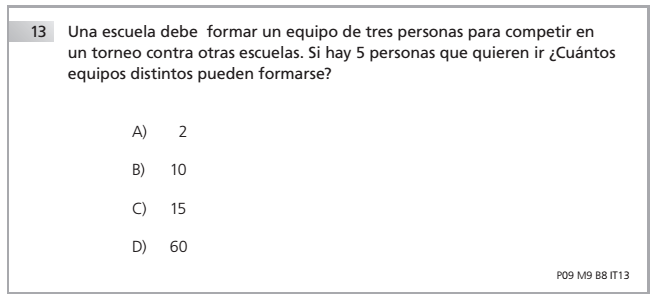 13 Una escuela debe formar un equipo de tres personas para competir en
un torneo contra otras escuelas. Si hay 5 personas que quieren ir ¿Cuántos
equipos distintos pueden formarse?
A) 2
B) 10
C) 15
D) 60
P09 M9 B8 IT13